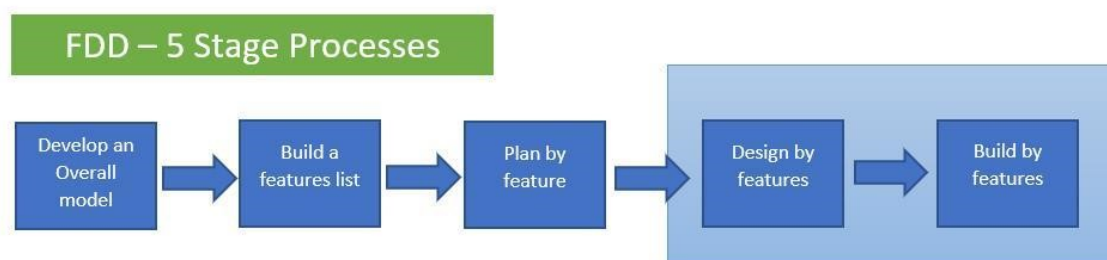 FDD – 5 Stage Processes
Develop an
Overall
model
Build a
features list
Plan by
feature
Design by
features
Build by
features